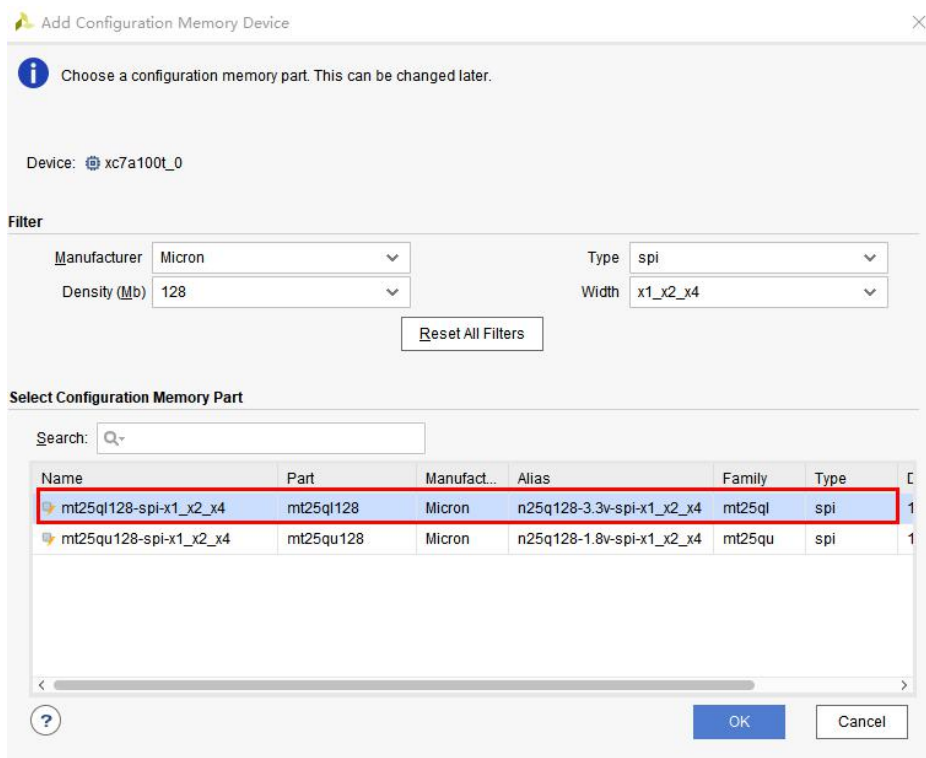 Add Configuration Memory Device
Choose a configuration memory part. This can be changed later.
Device: xc7a100t_0
Filter
Manufacturer Micron Type spi
Density (Mb) 128 Width x1_x2_x4
Reset All Filters
Select Configuration Memory Part
Search:
Name Part Manufact... Alias Family Type
mt25ql128-spi-x1_x2_x4 mt25ql128 Micron n25q128-3.3v-spi-x1_x2_x4 mt25ql spi 1
mt25qu128-spi-x1_x2_x4 mt25qu128 Micron n25q128-1.8v-spi-x1_x2_x4 mt25qu spi 1
? OK Cancel